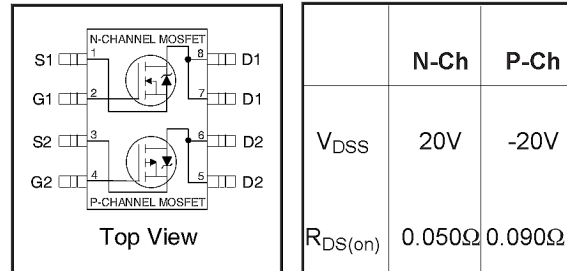 N-CHANNEL MOSFET
S1 1 8 D1
G1 2 7 D1
S2 3 6 D2
G2 4 5 D2
P-CHANNEL MOSFET
Top View
N-Ch P-Ch
VDSS 20V -20V
RDS(on) 0.050Ω 0.090Ω